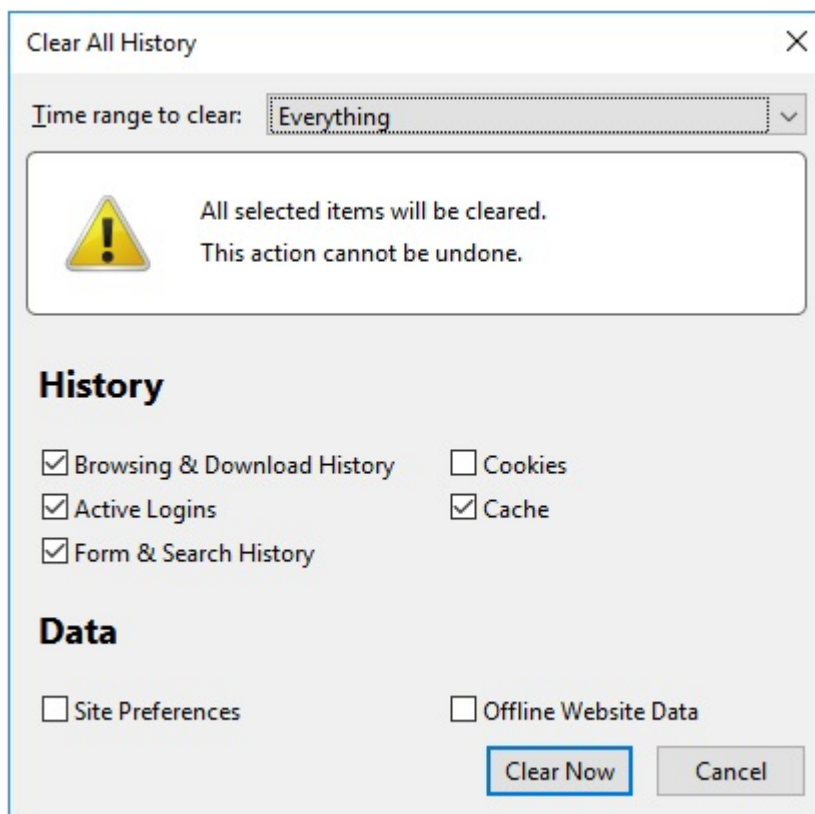 Clear All History
Time range to clear: Everything
All selected items will be cleared.
This action cannot be undone.
History
Browsing & Download History Cookies
Active Logins Cache
Form & Search History
Data
Site Preferences Offline Website Data
Clear Now Cancel